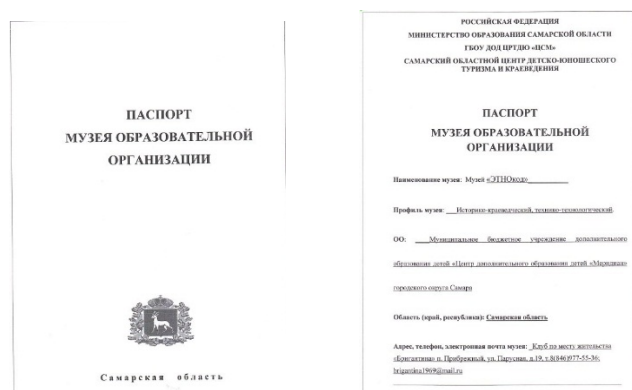 ПАСПОРТ
МУЗЕЯ ОБРАЗОВАТЕЛЬНОЙ
ОРГАНИЗАЦИИ
Самарская область
РОССИЙСКАЯ ФЕДЕРАЦИЯ
МИНИСТЕРСТВО ОБРАЗОВАНИЯ САМАРСКОЙ ОБЛАСТИ
ГБОУ ДОД ЦРТДЮ «ЦСМ»
САМАРСКИЙ ОБЛАСТНОЙ ЦЕНТР ДЕТСКО-ЮНОШЕСКОГО
ТУРИЗМА И КРАЕВЕДЕНИЯ
ПАСПОРТ
МУЗЕЯ ОБРАЗОВАТЕЛЬНОЙ
ОРГАНИЗАЦИИ
Наименование музея: Музей «ЭТНОкод»
Профиль музея: Историко-краеведческий, технико-технологический.
ОО: Муниципальное бюджетное учреждение дополнительного
образования детей «Центр дополнительного образования детей «Меридиан»
городского округа Самара
Область (край, республика): Самарская область
Адрес, телефон, электронная почта музея: Клуб по месту жительства
«Бригантина» п. Прибрежный, ул. Парусная, д.19, т.8(846)977-55-36;
brigantina1969@mail.ru